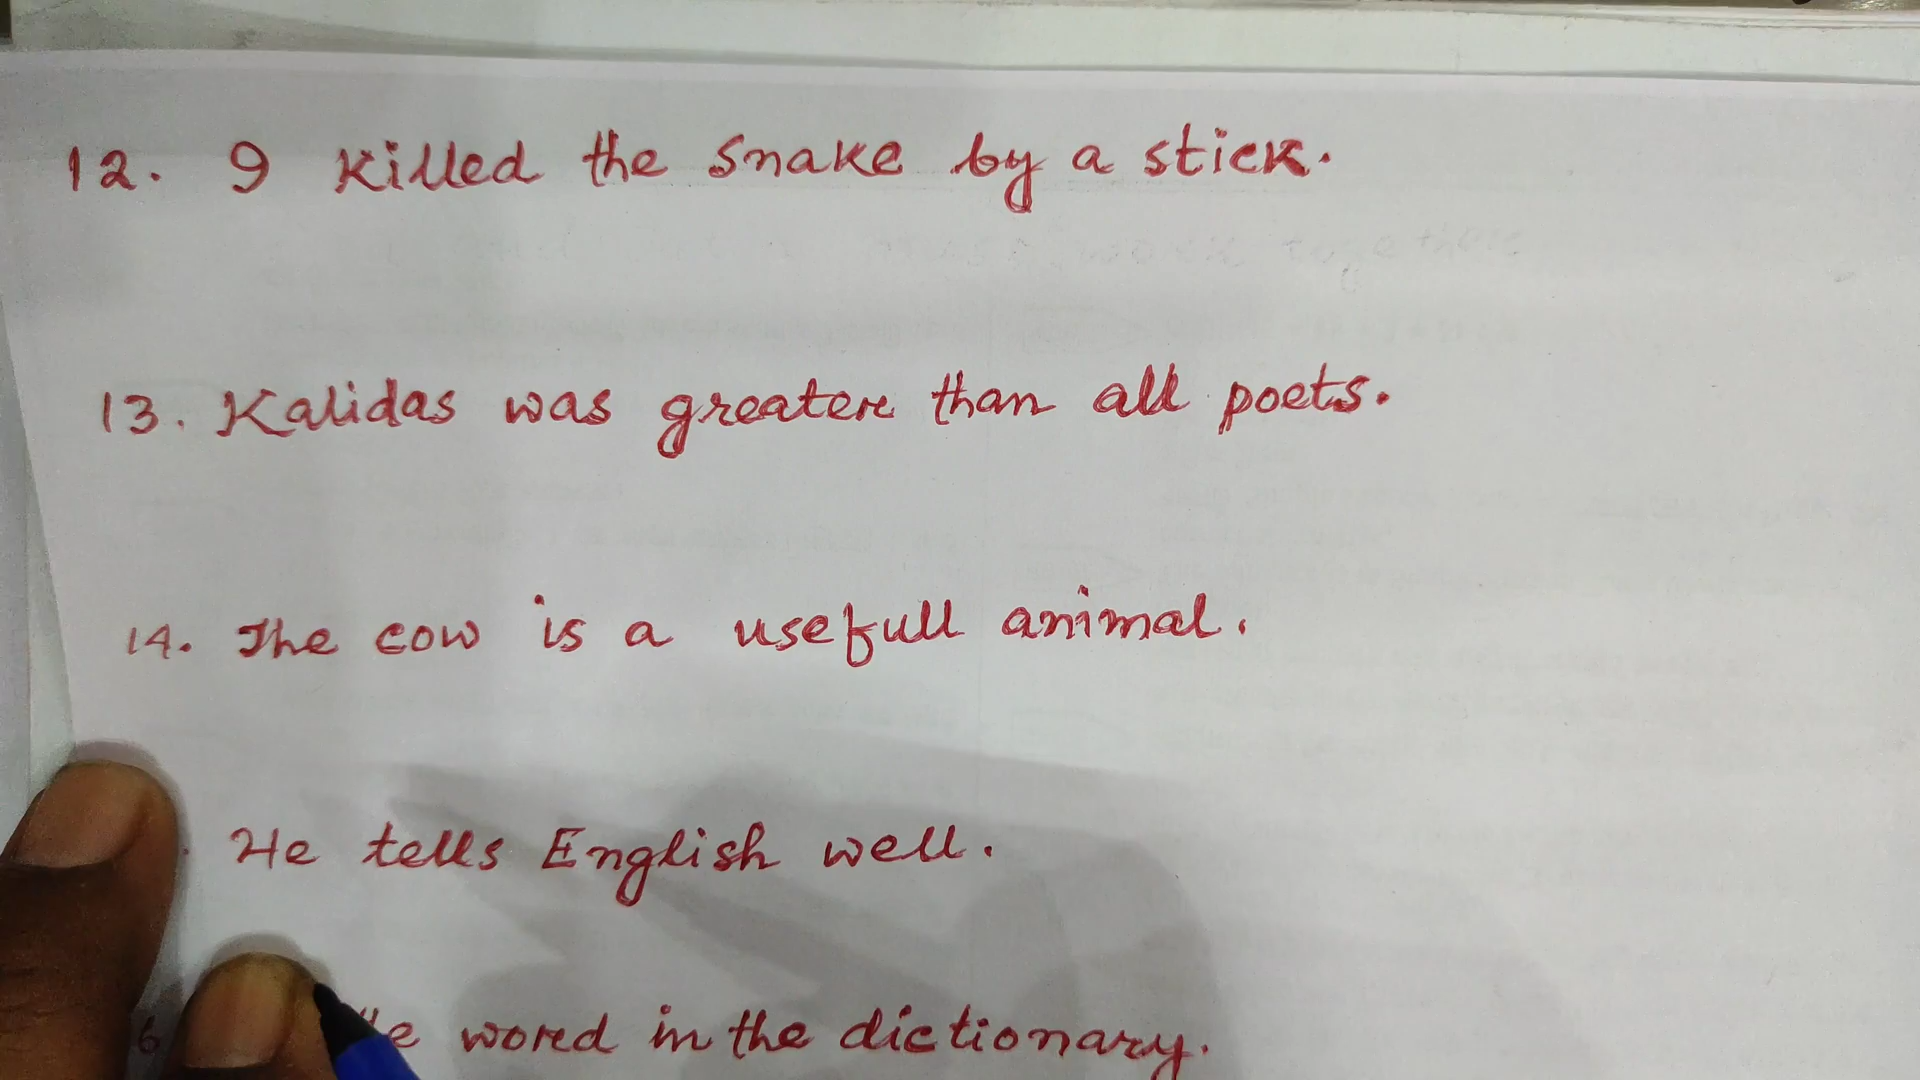 12. I killed the snake by a stick.
13. Kalidas was greater than all poets.
14. The cow is a usefull animal.
. He tells English well.
6 word in the dictionary.